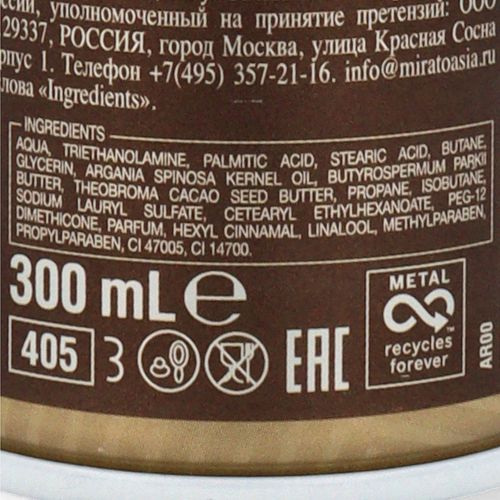 сии, уполномоченный на принятие претензий: ООО
29337, РОССИЯ, город Москва, улица Красная Сосна
рпус 1. Телефон +7(495) 357-21-16. info@miratoasia.
лова «Ingredients».
INGREDIENTS
AQUA, TRIETHANOLAMINE, PALMITIC ACID, STEARIC ACID, BUTANE,
GLYCERIN, ARGANIA SPINOSA KERNEL OIL, BUTYROSPERMUM PARKII
BUTTER, THEOBROMA CACAO SEED BUTTER, PROPANE, ISOBUTANE,
SODIUM LAURYL SULFATE, CETEARYL ETHYLHEXANOATE, PEG-12
DIMETHICONE, PARFUM, HEXYL CINNAMAL, LINALOOL, METHYLPARABEN,
PROPYLPARABEN, CI 47005, CI 14700.
300 mL e
405 3 EAC
METAL
recycles
forever
TM
AR00